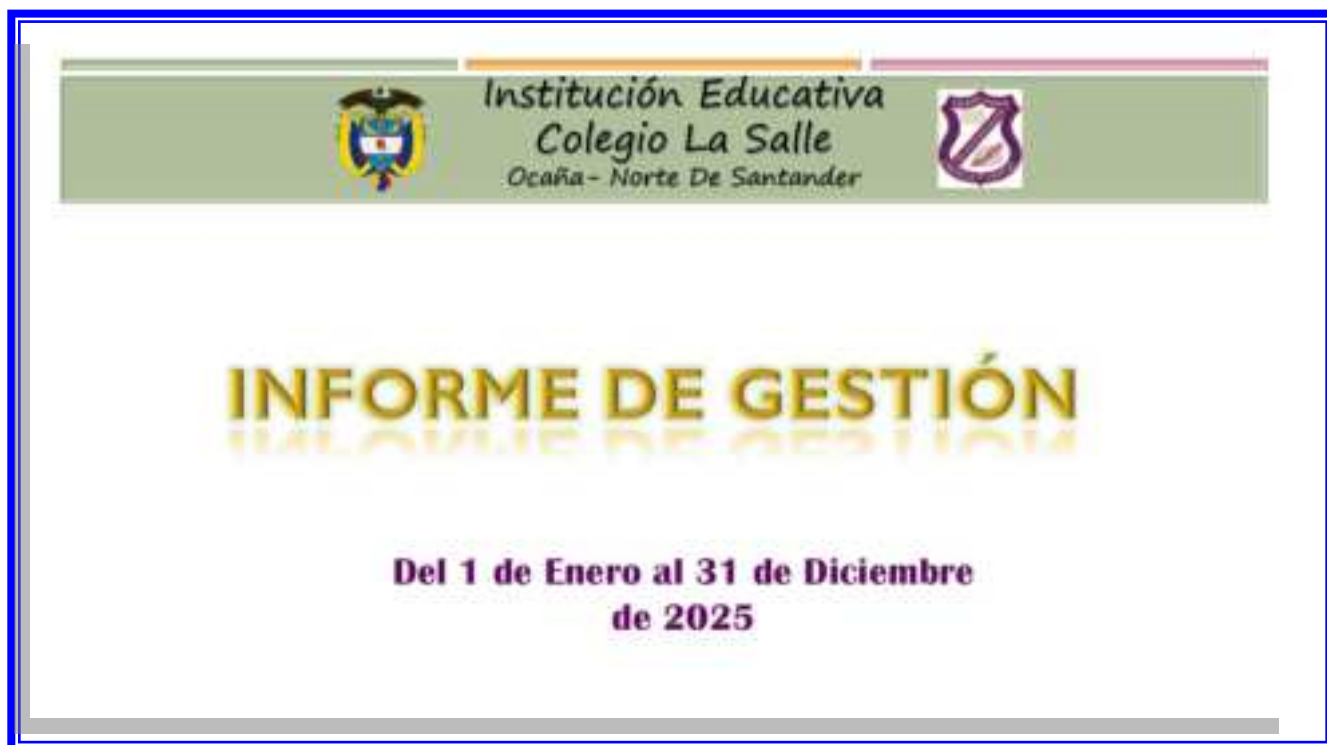 Institución Educativa
Colegio La Salle
Ocaña- Norte De Santander
INFORME DE GESTIÓN
Del 1 de Enero al 31 de Diciembre
de 2025